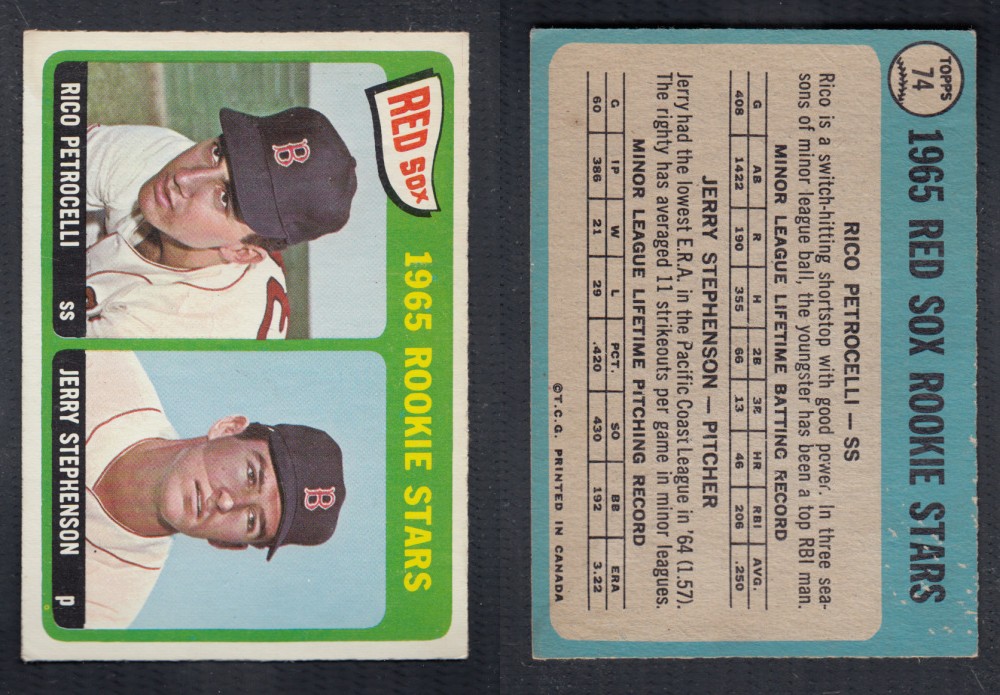 RED SOX
1965 ROOKIE STARS
RICO PETROCELLI SS
JERRY STEPHENSON P
TOPPS
74
1965 RED SOX ROOKIE STARS
RICO PETROCELLI — SS
Rico is a switch-hitting shortstop with good power. In three sea-
sons of minor league ball, the youngster has been a top RBI man.
MINOR LEAGUE LIFETIME BATTING RECORD
G AB R H 2B 3B HR RBI AVG.
408 1422 190 355 66 13 46 206 .250
JERRY STEPHENSON — PITCHER
Jerry had the lowest E.R.A. in the Pacific Coast League in '64 (1.57).
The righty has averaged 11 strikeouts per game in minor leagues.
MINOR LEAGUE LIFETIME PITCHING RECORD
G IP W L PCT. SO BB ERA
60 386 21 29 .420 430 192 3.22
©T.C.G. PRINTED IN CANADA